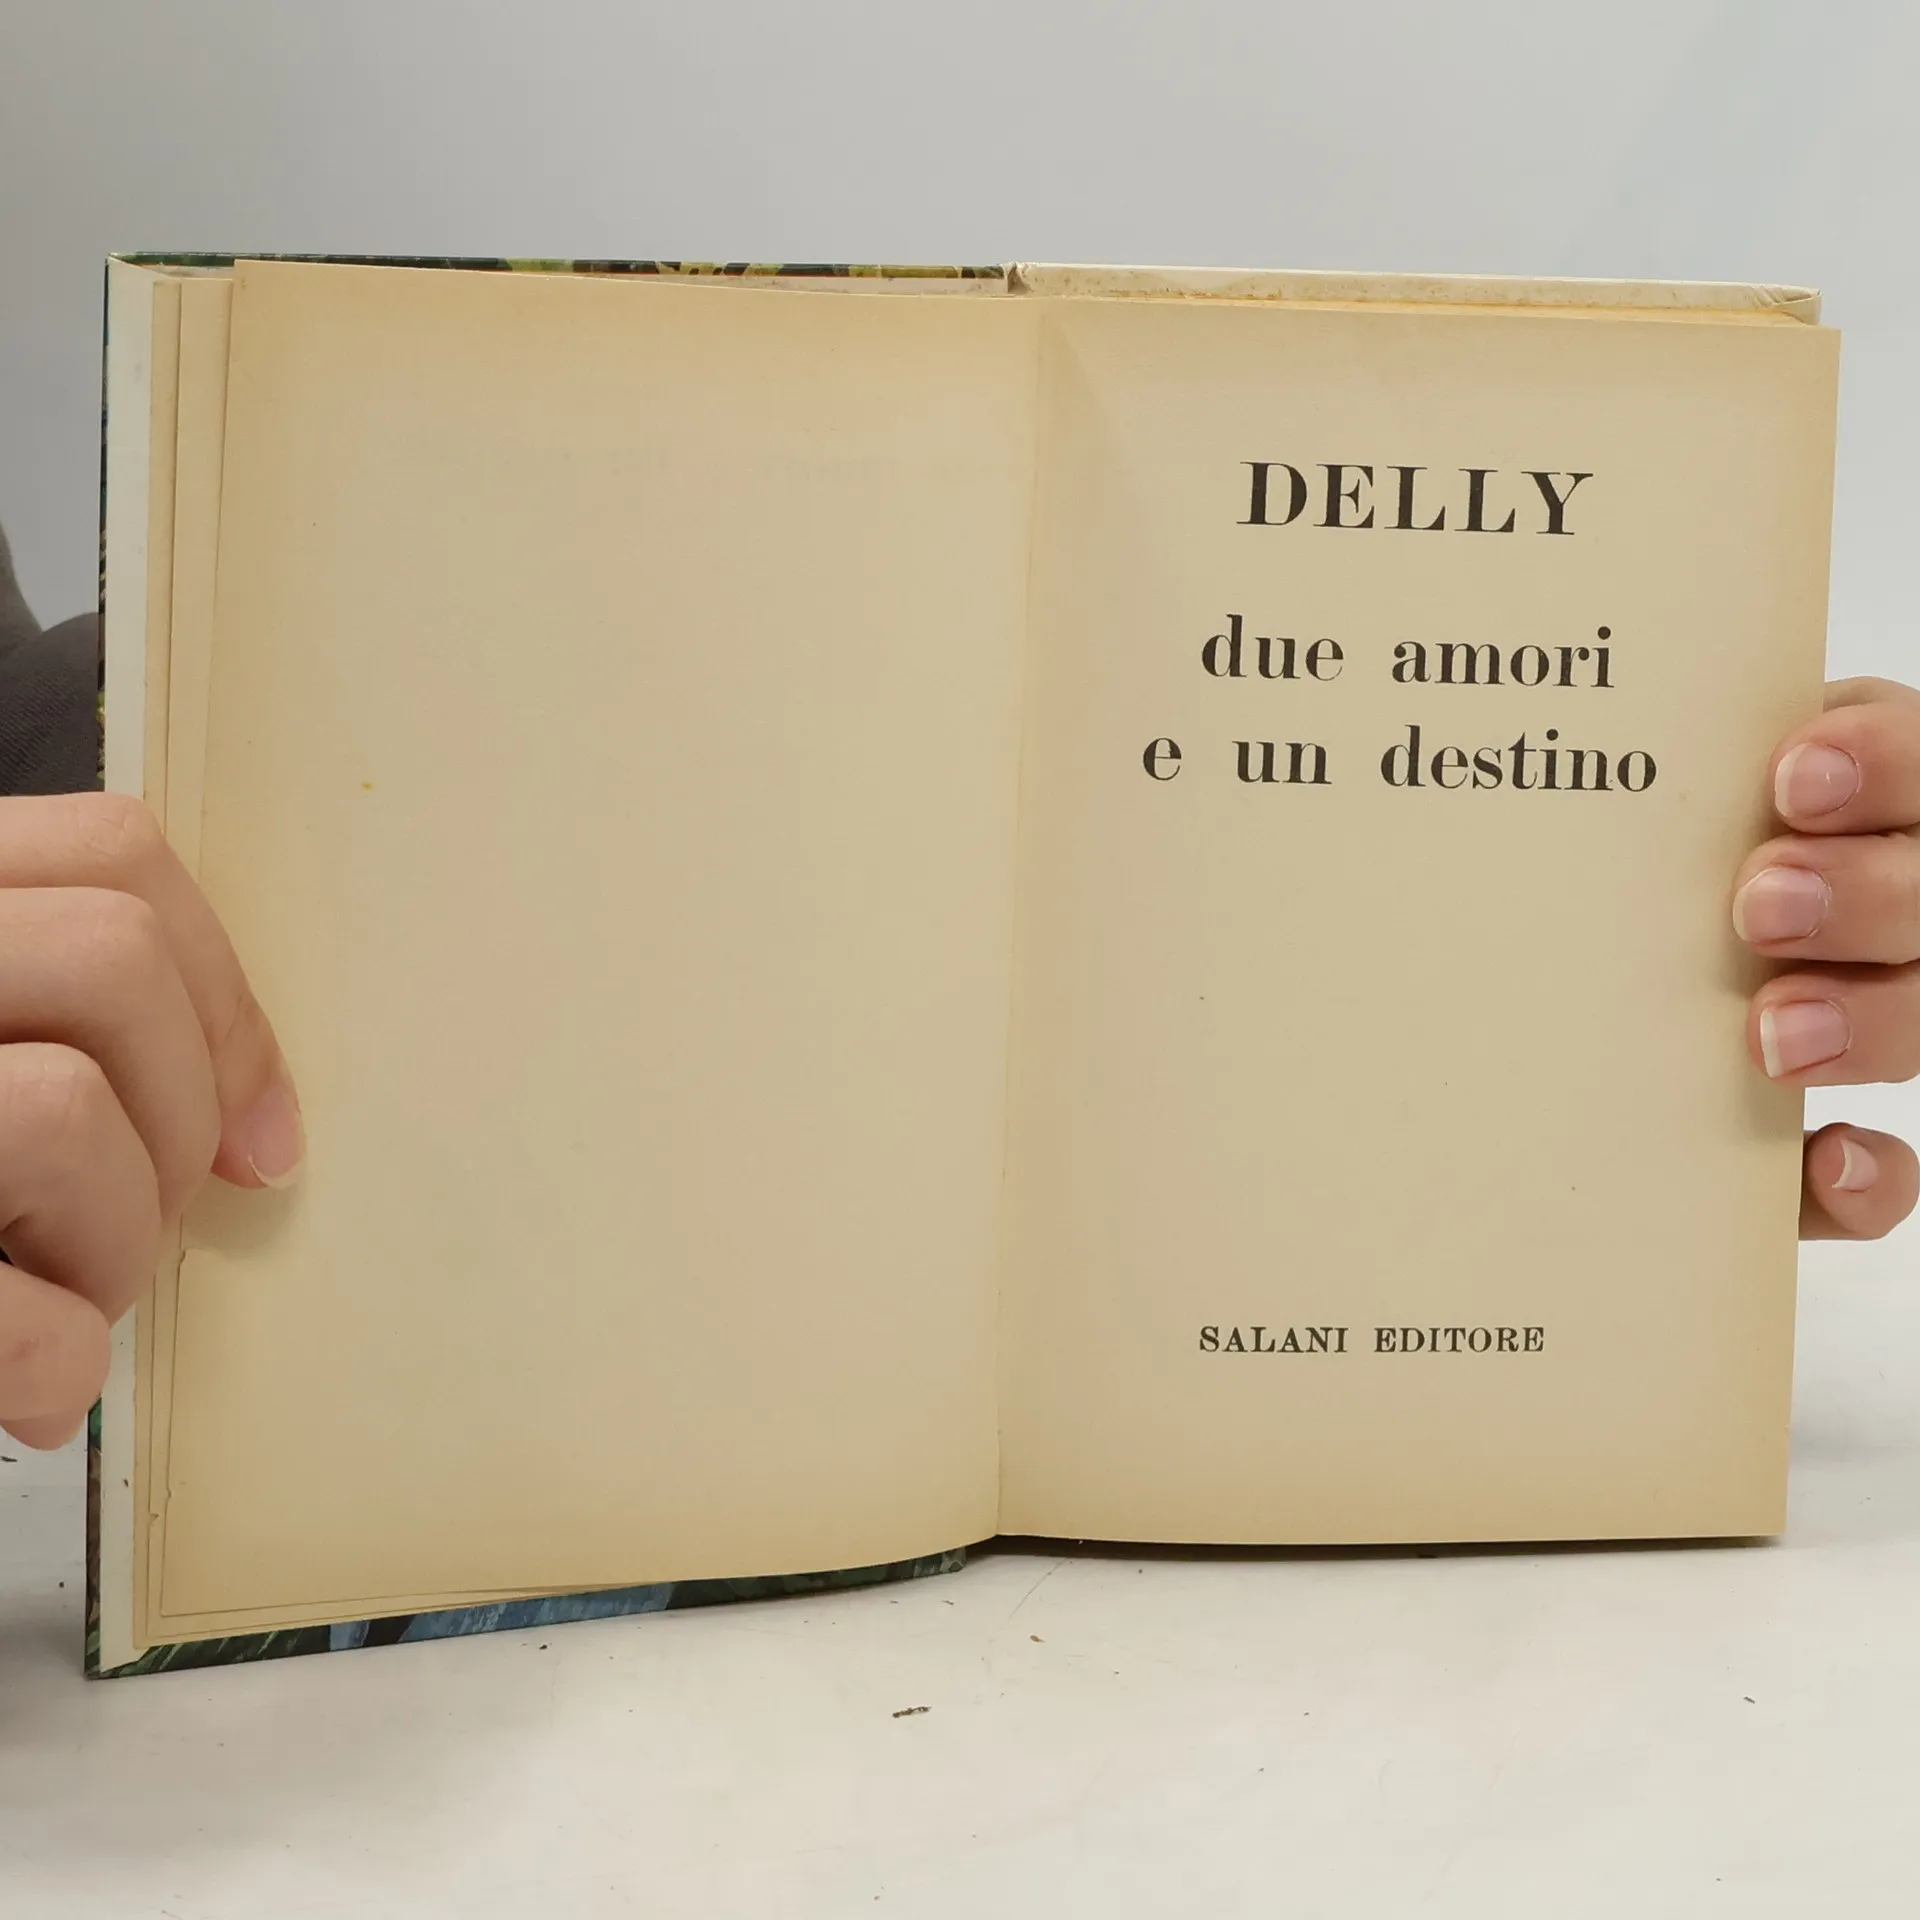 DELLY
due amori
e un destino
SALANI EDITORE